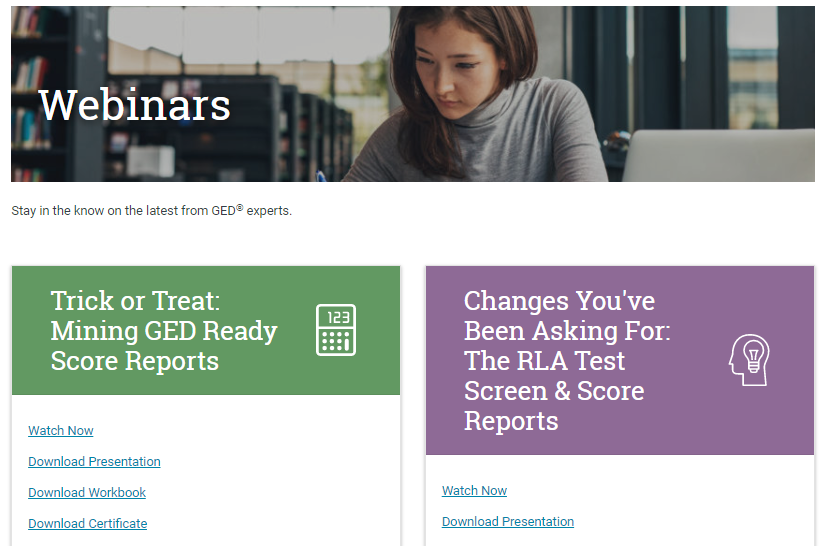 Webinars
Stay in the know on the latest from GED® experts.
Trick or Treat:
Mining GED Ready
Score Reports
123
Watch Now
Download Presentation
Download Workbook
Download Certificate
Changes You've
Been Asking For:
The RLA Test
Screen & Score
Reports
Watch Now
Download Presentation